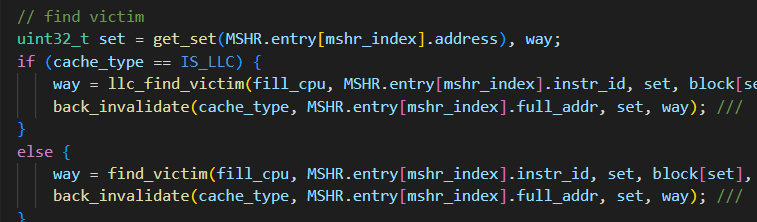 // find victim
uint32_t set = get_set(MSHR.entry[mshr_index].address), way;
if (cache_type == IS_LLC) {
way = llc_find_victim(fill_cpu, MSHR.entry[mshr_index].instr_id, set, block[se
back_invalidate(cache_type, MSHR.entry[mshr_index].full_addr, set, way); ///
}
else {
way = find_victim(fill_cpu, MSHR.entry[mshr_index].instr_id, set, block[set],
back_invalidate(cache_type, MSHR.entry[mshr_index].full_addr, set, way); ///
}